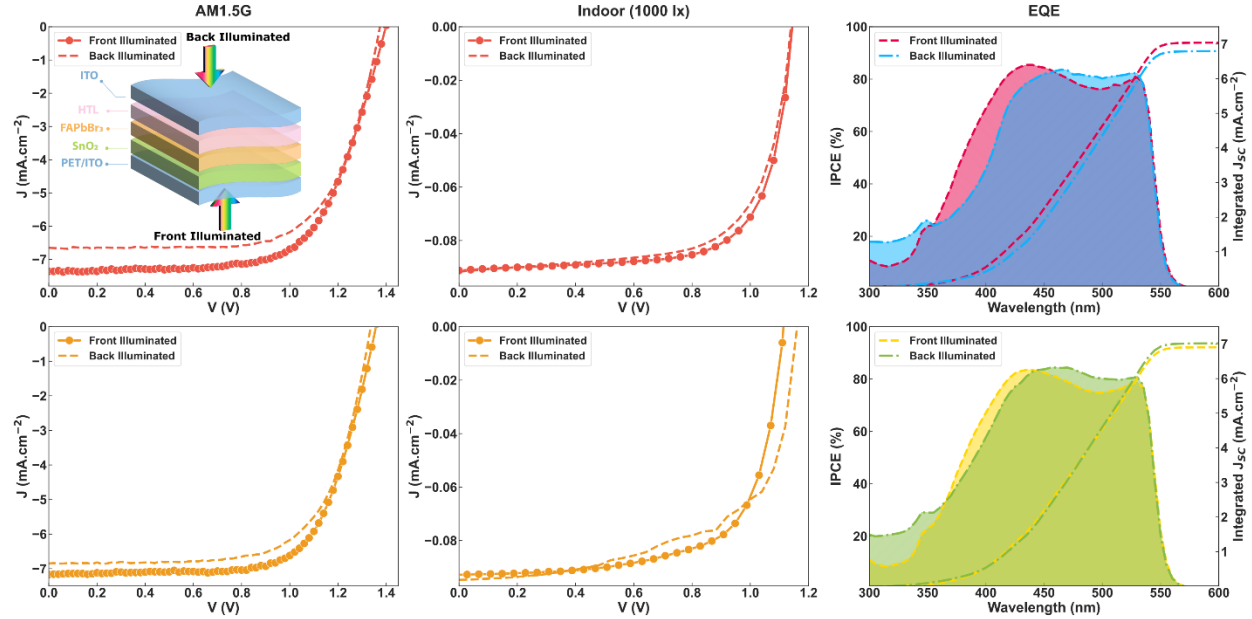 AM1.5G
Indoor (1000 lx)
EQE
0
−1
−2
−3
−4
−5
−6
−7
J (mA.cm⁻²)
Front Illuminated
Back Illuminated
Back Illuminated
ITO
HTL
FAPbBr₃
SnO₂
PET/ITO
Front Illuminated
0.0 0.2 0.4 0.6 0.8 1.0 1.2 1.4
V (V)
0.00
−0.02
−0.04
−0.06
−0.08
J (mA.cm⁻²)
Front Illuminated
Back Illuminated
0.0 0.2 0.4 0.6 0.8 1.0 1.2
V (V)
100
80
60
40
20
IPCE (%)
Front Illuminated
Back Illuminated
7
6
5
4
3
2
1
Integrated J_SC (mA.cm⁻²)
300 350 400 450 500 550 600
Wavelength (nm)
0
−1
−2
−3
−4
−5
−6
−7
J (mA.cm⁻²)
Front Illuminated
Back Illuminated
0.0 0.2 0.4 0.6 0.8 1.0 1.2 1.4
V (V)
0.00
−0.02
−0.04
−0.06
−0.08
J (mA.cm⁻²)
Front Illuminated
Back Illuminated
0.0 0.2 0.4 0.6 0.8 1.0 1.2
V (V)
100
80
60
40
20
IPCE (%)
Front Illuminated
Back Illuminated
7
6
5
4
3
2
1
Integrated J_SC (mA.cm⁻²)
300 350 400 450 500 550 600
Wavelength (nm)